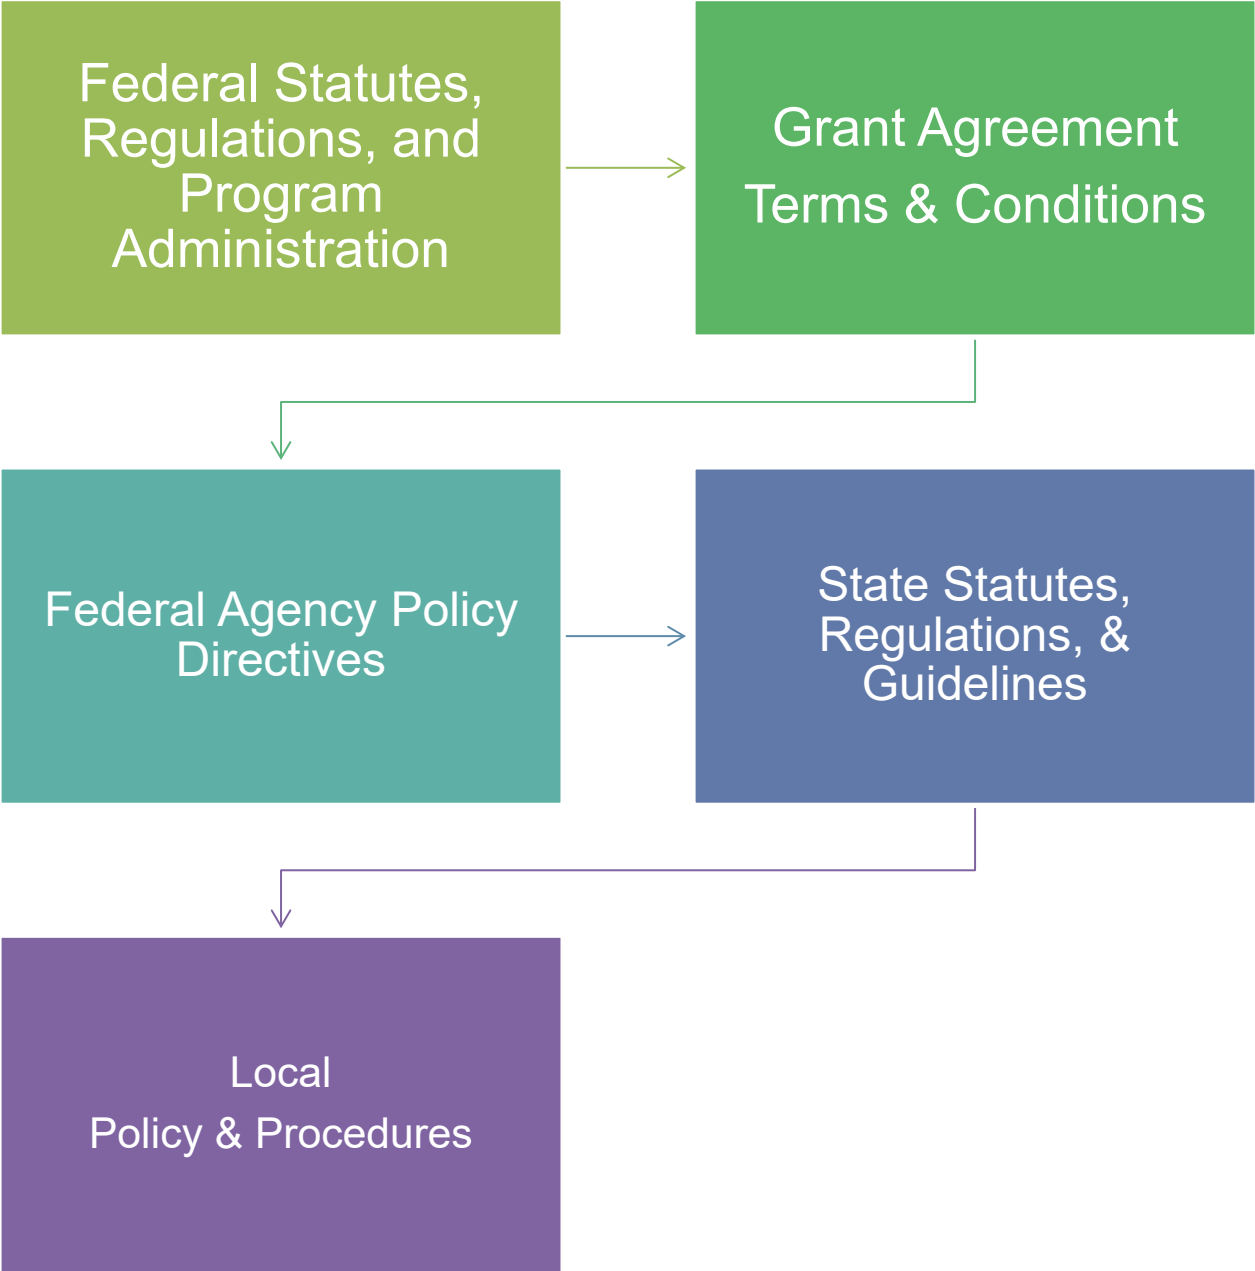 Federal Statutes,
Regulations, and
Program
Administration
Grant Agreement
Terms & Conditions
Federal Agency Policy
Directives
State Statutes,
Regulations, &
Guidelines
Local
Policy & Procedures